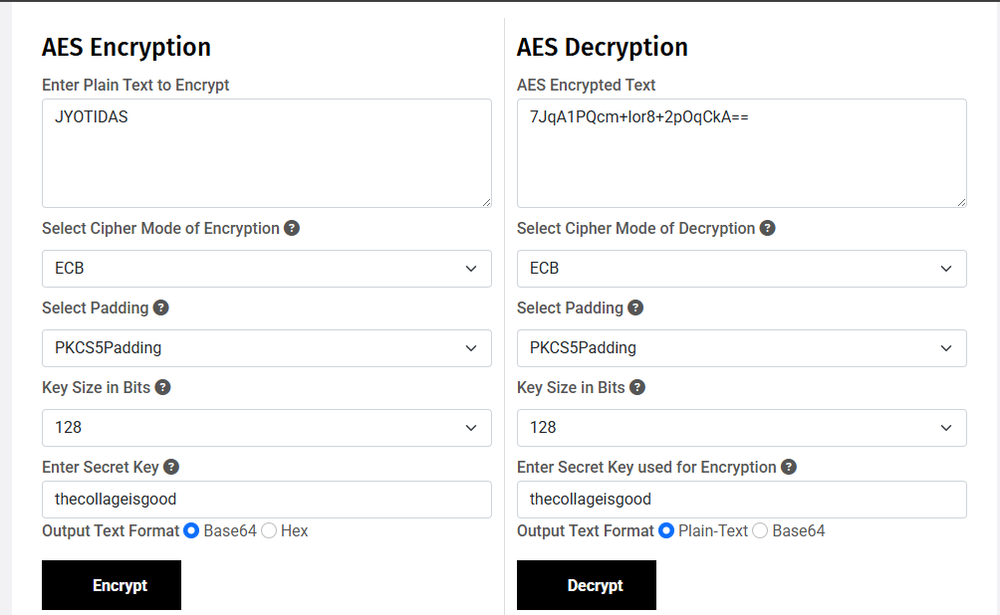 AES Encryption
Enter Plain Text to Encrypt
JYOTIDAS
Select Cipher Mode of Encryption ?
ECB
Select Padding ?
PKCS5Padding
Key Size in Bits ?
128
Enter Secret Key ?
thecollageisgood
Output Text Format Base64 Hex
Encrypt
AES Decryption
AES Encrypted Text
7JqA1PQcm+Ior8+2pOqCkA==
Select Cipher Mode of Decryption ?
ECB
Select Padding ?
PKCS5Padding
Key Size in Bits ?
128
Enter Secret Key used for Encryption ?
thecollageisgood
Output Text Format Plain-Text Base64
Decrypt